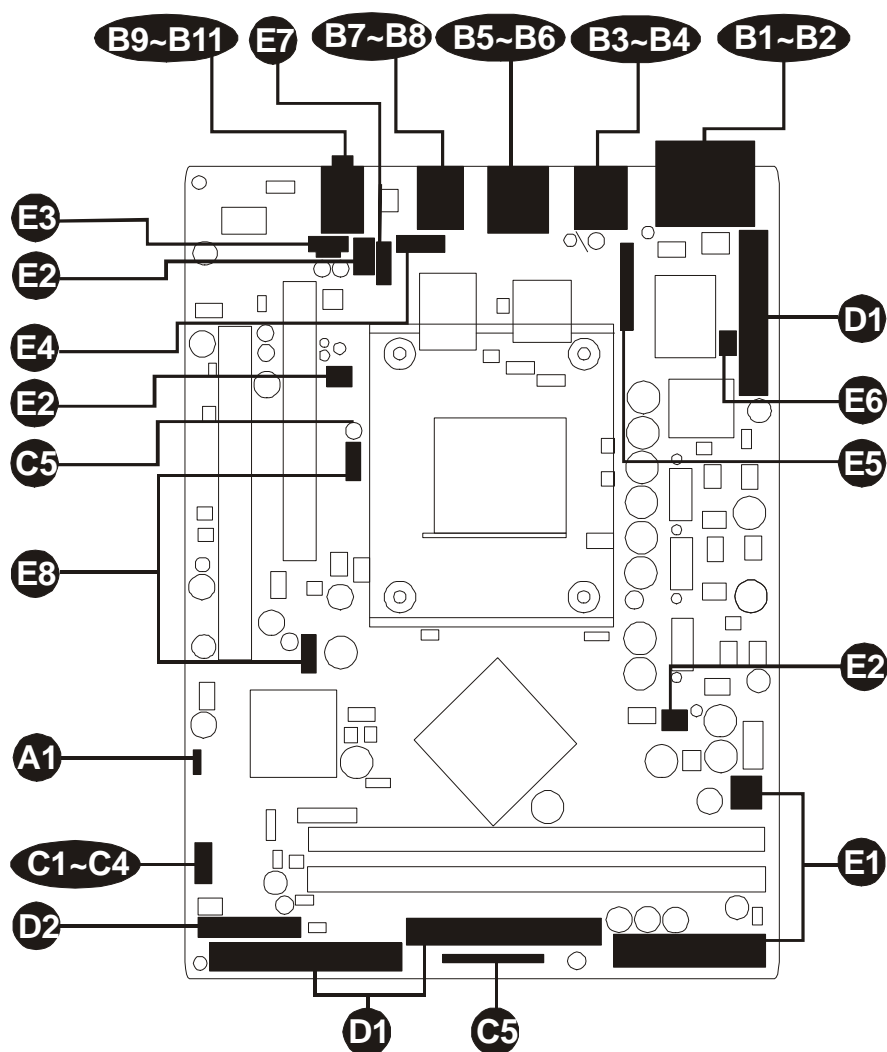 B9~B11 E7 B7~B8 B5~B6 B3~B4 B1~B2
E3
E2
D1
E4
E2
E6
C5
E5
E8
E2
A1
C1~C4
E1
D2
D1
C5